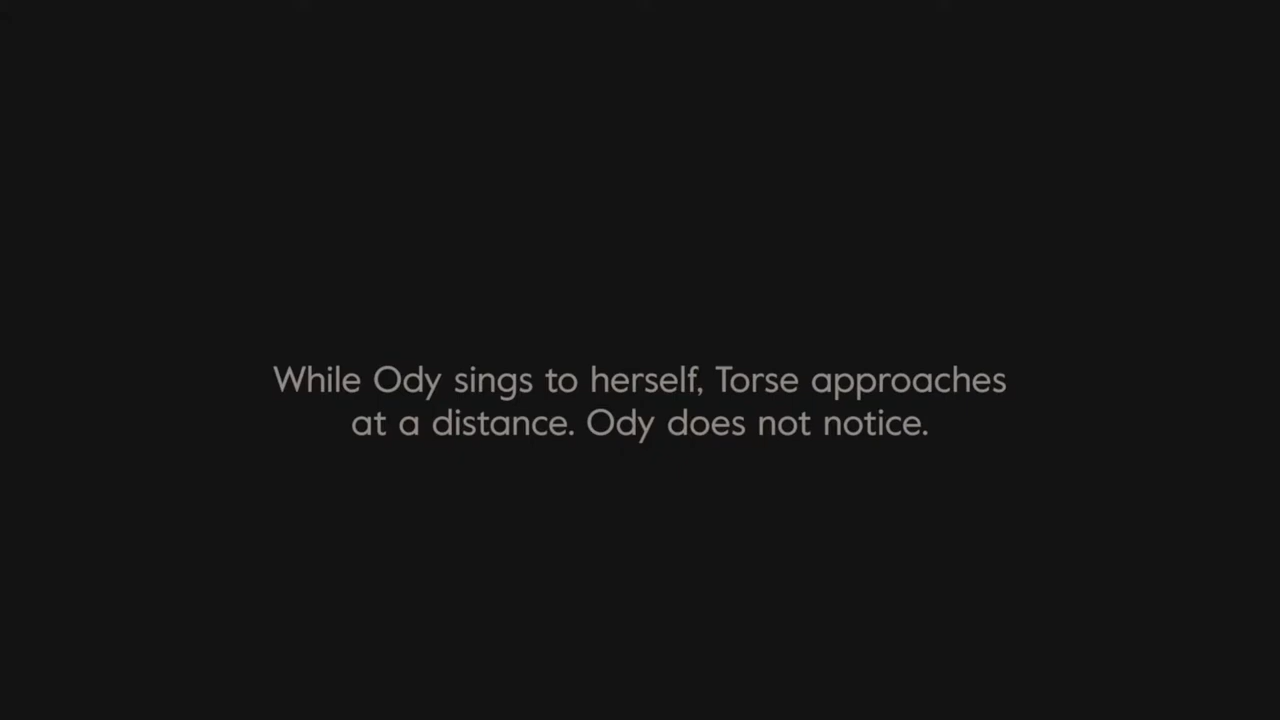 While Ody sings to herself, Torse approaches
at a distance. Ody does not notice.